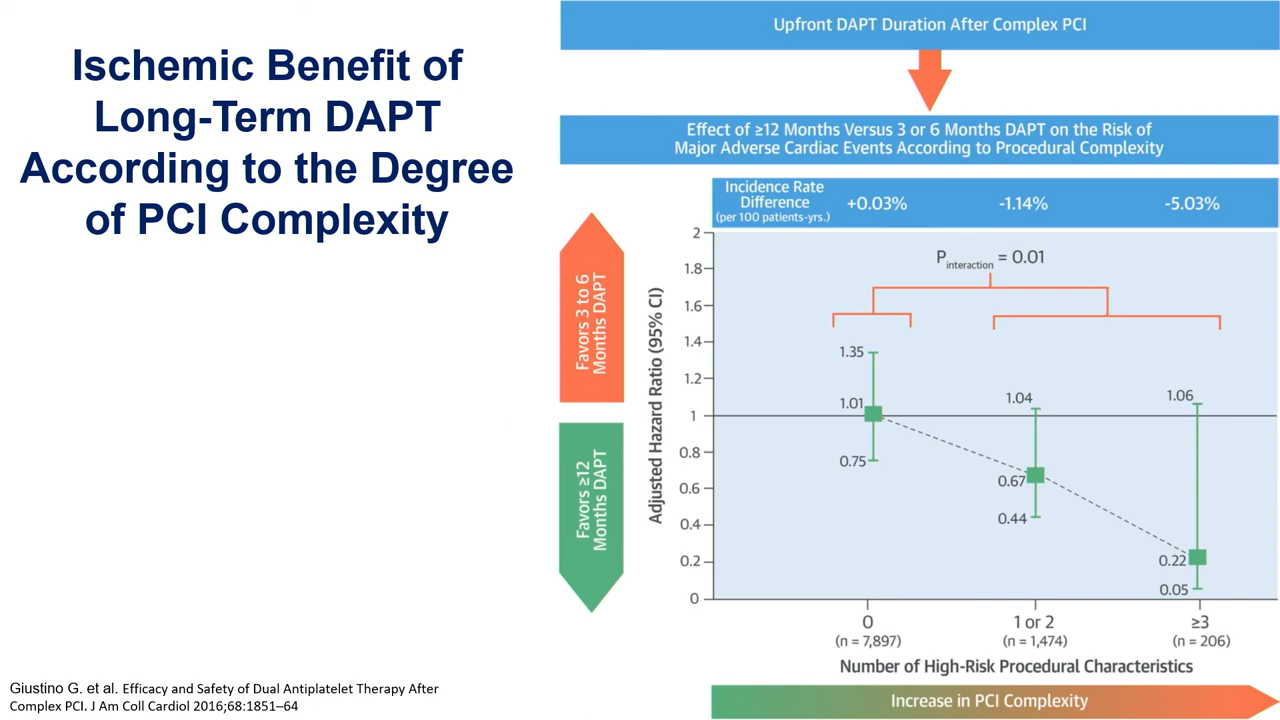 Ischemic Benefit of
Long-Term DAPT
According to the Degree
of PCI Complexity
Upfront DAPT Duration After Complex PCI
Effect of ≥12 Months Versus 3 or 6 Months DAPT on the Risk of
Major Adverse Cardiac Events According to Procedural Complexity
Incidence Rate
Difference
(per 100 patients-yrs.)
+0.03%
-1.14%
-5.03%
Favors 3 to 6
Months DAPT
Favors ≥12
Months DAPT
Adjusted Hazard Ratio (95% CI)
2
1.8
1.6
1.4
1.2
1
0.8
0.6
0.4
0.2
0
Pinteraction = 0.01
1.35
1.01
0.75
1.04
0.67
0.44
1.06
0.22
0.05
0
(n = 7,897)
1 or 2
(n = 1,474)
≥3
(n = 206)
Number of High-Risk Procedural Characteristics
Increase in PCI Complexity
Giustino G. et al. Efficacy and Safety of Dual Antiplatelet Therapy After
Complex PCI. J Am Coll Cardiol 2016;68:1851–64